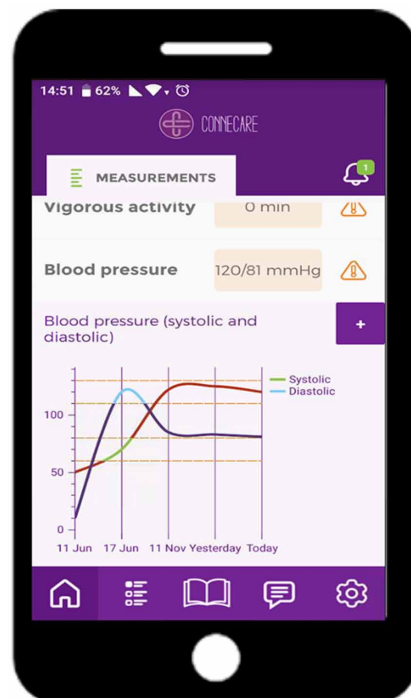 14:51 62%
CONNECARE
MEASUREMENTS
1
Vigorous activity 0 min
Blood pressure 120/81 mmHg
Blood pressure (systolic and
diastolic)
+
Systolic
Diastolic
100
50
0
11 Jun 17 Jun 11 Nov Yesterday Today